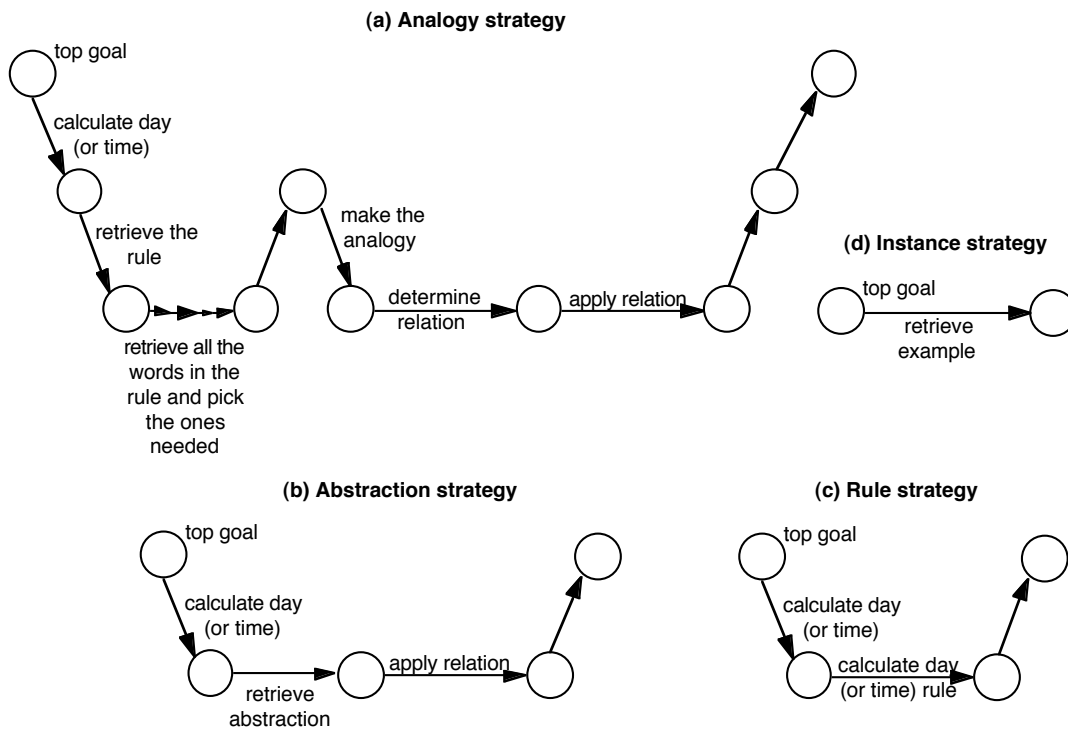 (a) Analogy strategy
top goal
calculate day
(or time)
retrieve the
rule
retrieve all the
words in the
rule and pick
the ones
needed
make the
analogy
determine
relation
apply relation
(d) Instance strategy
top goal
retrieve
example
(b) Abstraction strategy
top goal
calculate day
(or time)
retrieve
abstraction
apply relation
(c) Rule strategy
top goal
calculate day
(or time)
calculate day
(or time) rule